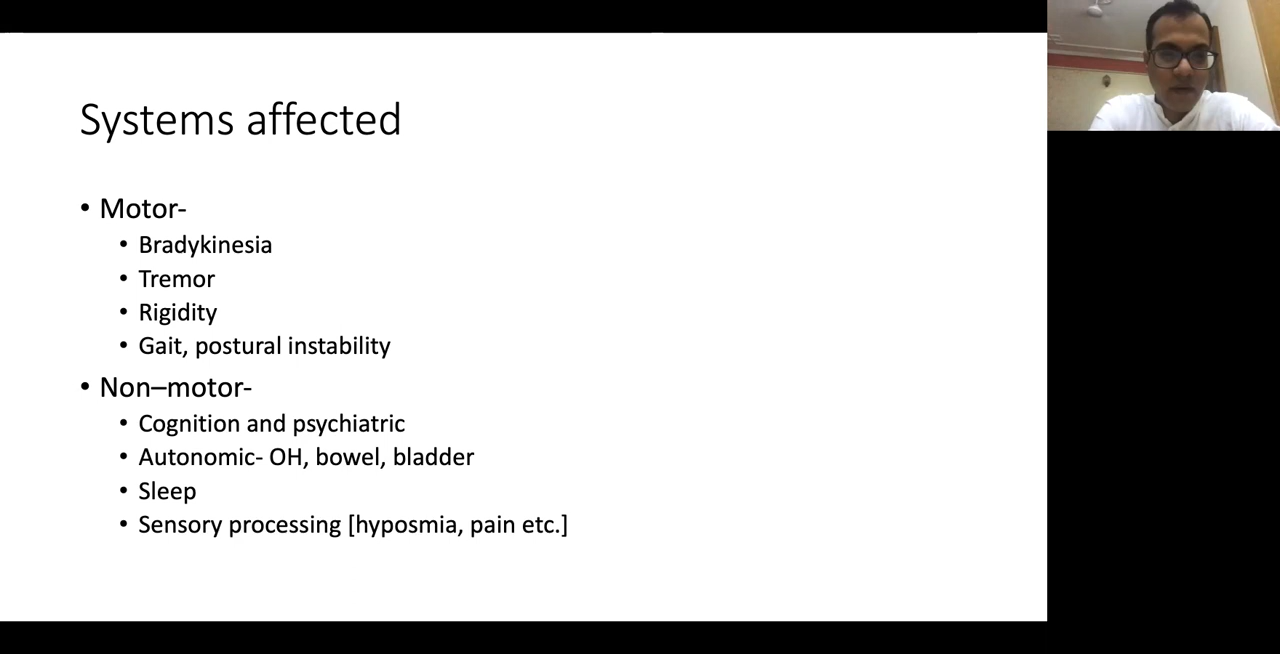 Systems affected
• Motor-
• Bradykinesia
• Tremor
• Rigidity
• Gait, postural instability
• Non–motor-
• Cognition and psychiatric
• Autonomic- OH, bowel, bladder
• Sleep
• Sensory processing [hyposmia, pain etc.]